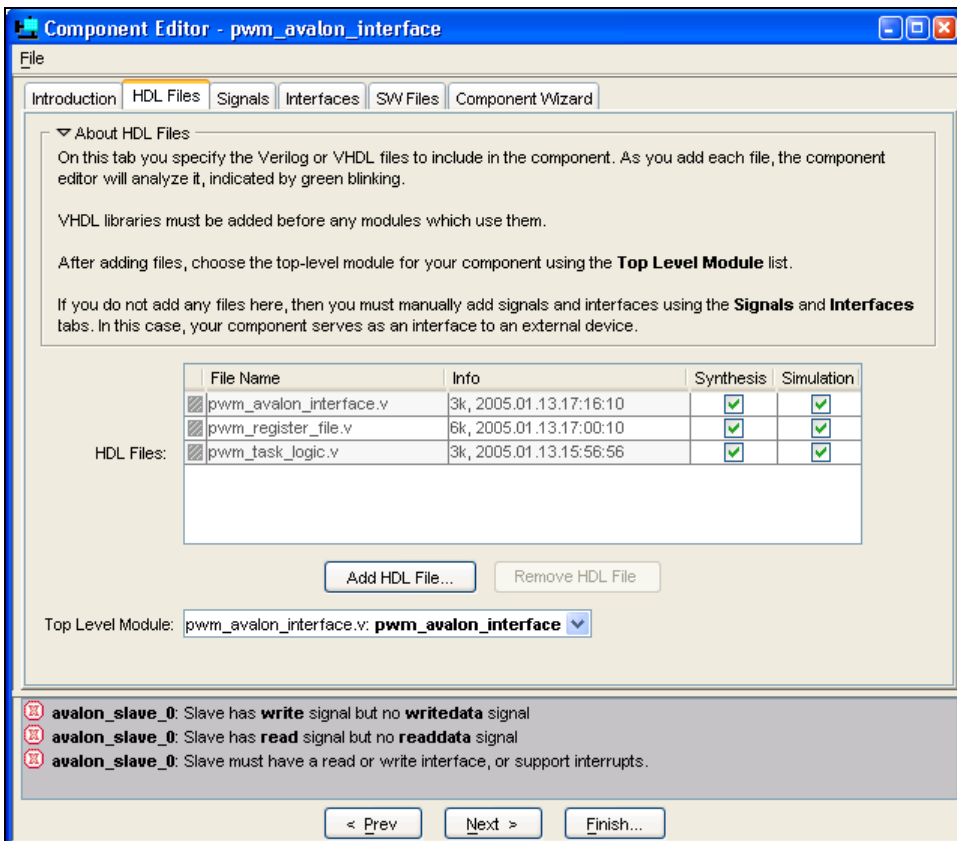 Component Editor - pwm_avalon_interface
File
Introduction HDL Files Signals Interfaces SW Files Component Wizard
About HDL Files
On this tab you specify the Verilog or VHDL files to include in the component. As you add each file, the component
editor will analyze it, indicated by green blinking.
VHDL libraries must be added before any modules which use them.
After adding files, choose the top-level module for your component using the Top Level Module list.
If you do not add any files here, then you must manually add signals and interfaces using the Signals and Interfaces
tabs. In this case, your component serves as an interface to an external device.
File Name Info Synthesis Simulation
pwm_avalon_interface.v 3k, 2005.01.13.17:16:10
pwm_register_file.v 6k, 2005.01.13.17:00:10
HDL Files: pwm_task_logic.v 3k, 2005.01.13.15:56:56
Add HDL File... Remove HDL File
Top Level Module: pwm_avalon_interface.v: pwm_avalon_interface
avalon_slave_0: Slave has write signal but no writedata signal
avalon_slave_0: Slave has read signal but no readdata signal
avalon_slave_0: Slave must have a read or write interface, or support interrupts.
< Prev Next > Finish...